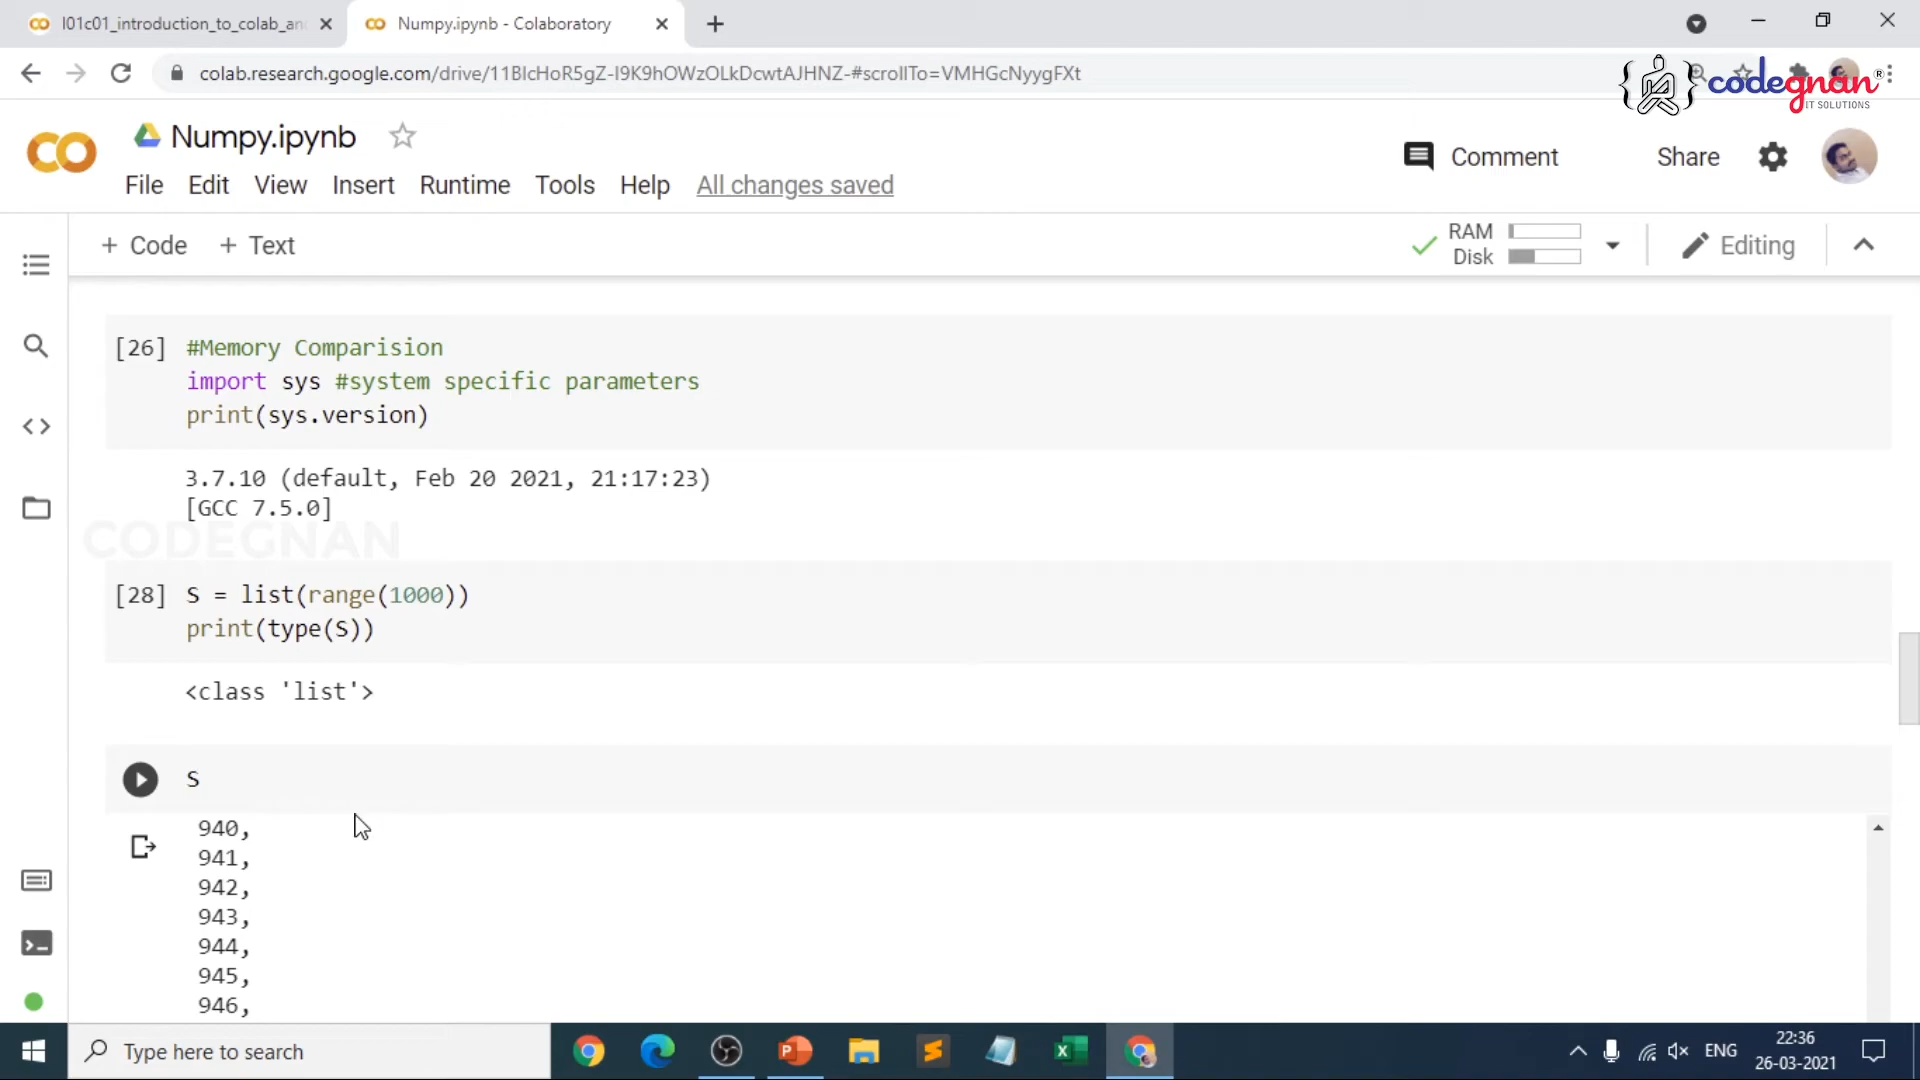 l01c01_introduction_to_colab_an
Numpy.ipynb - Colaboratory
colab.research.google.com/drive/11BlcHoR5gZ-I9K9hOWzOLkDcwtAJHNZ-#scrollTo=VMHGcNyygFXt
codegnan®
IT SOLUTIONS
Numpy.ipynb
File Edit View Insert Runtime Tools Help All changes saved
Comment
Share
+ Code + Text
RAM
Disk
Editing
[26] #Memory Comparision
import sys #system specific parameters
print(sys.version)
3.7.10 (default, Feb 20 2021, 21:17:23)
[GCC 7.5.0]
CODEGNAN
[28] S = list(range(1000))
print(type(S))
<class 'list'>
S
940,
941,
942,
943,
944,
945,
946,
Type here to search
ENG
22:36
26-03-2021